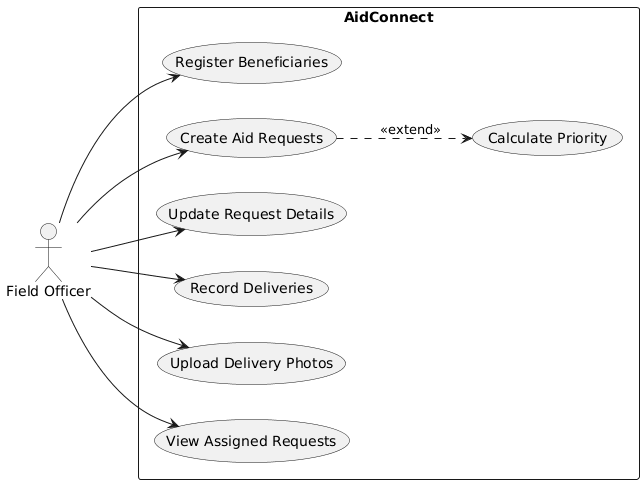 AidConnect
Register Beneficiaries
Create Aid Requests
«extend»
Calculate Priority
Update Request Details
Field Officer
Record Deliveries
Upload Delivery Photos
View Assigned Requests